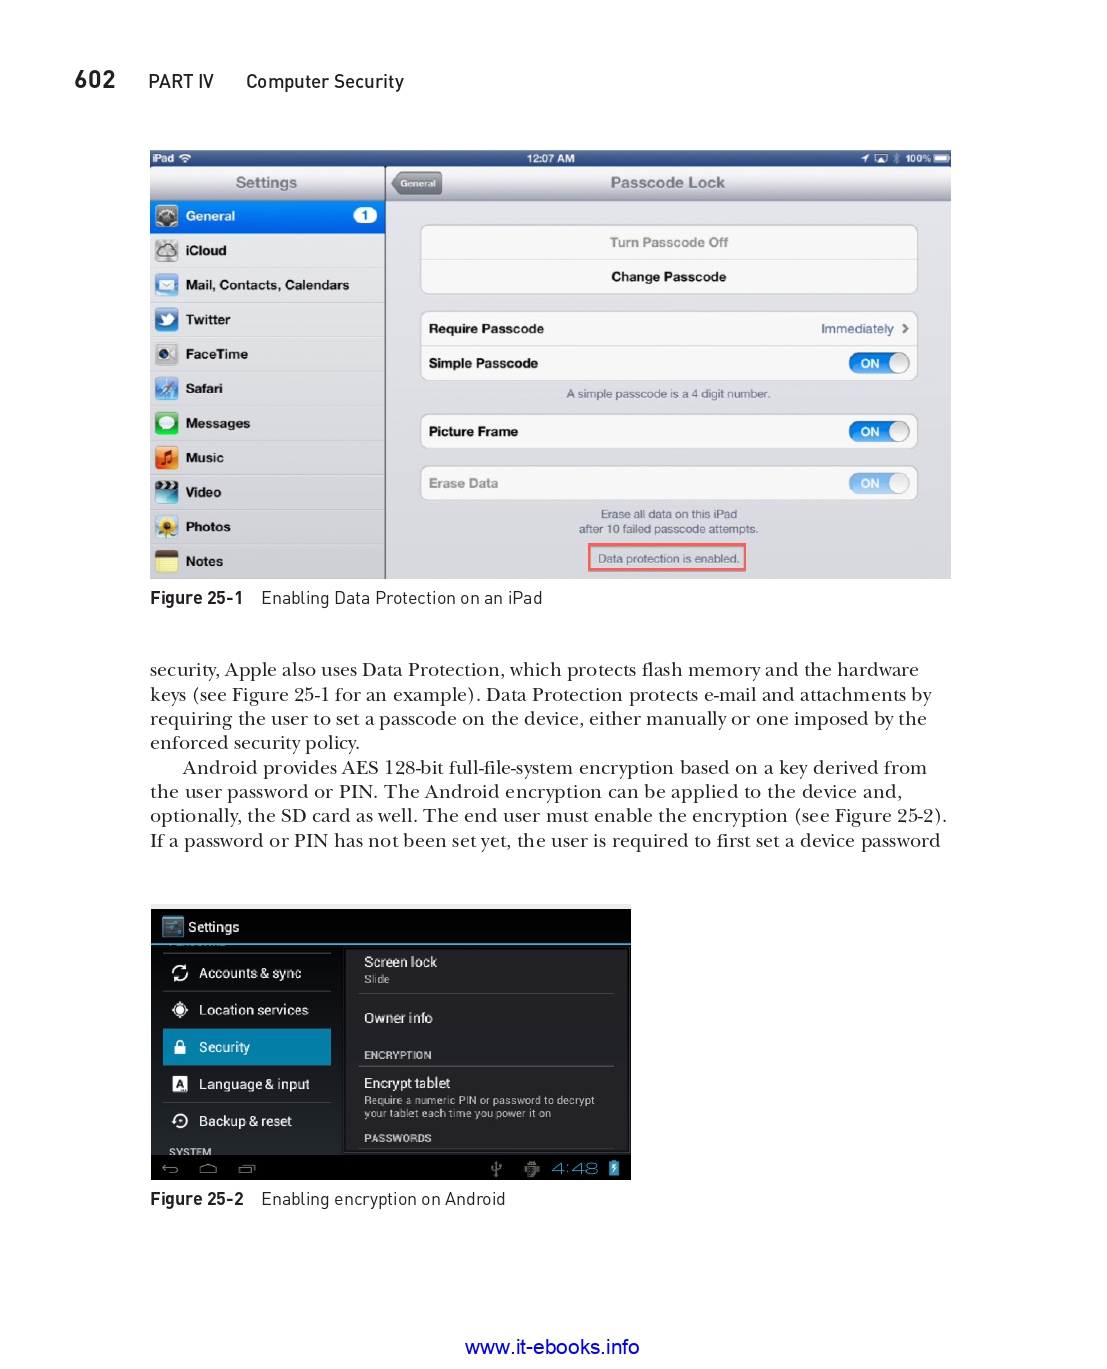 602 PART IV Computer Security
iPad 12:07 AM 100%
Settings General Passcode Lock
General 1
iCloud
Mail, Contacts, Calendars
Twitter
FaceTime
Safari
Messages
Music
Video
Photos
Notes
Turn Passcode Off
Change Passcode
Require Passcode Immediately >
Simple Passcode ON
A simple passcode is a 4 digit number.
Picture Frame ON
Erase Data ON
Erase all data on this iPad
after 10 failed passcode attempts.
Data protection is enabled.
Figure 25-1 Enabling Data Protection on an iPad
security, Apple also uses Data Protection, which protects flash memory and the hardware
keys (see Figure 25-1 for an example). Data Protection protects e-mail and attachments by
requiring the user to set a passcode on the device, either manually or one imposed by the
enforced security policy.
Android provides AES 128-bit full-file-system encryption based on a key derived from
the user password or PIN. The Android encryption can be applied to the device and,
optionally, the SD card as well. The end user must enable the encryption (see Figure 25-2).
If a password or PIN has not been set yet, the user is required to first set a device password
Settings
Accounts & sync
Location services
Security
Language & input
Backup & reset
SYSTEM
Screen lock
Slide
Owner info
ENCRYPTION
Encrypt tablet
Require a numeric PIN or password to decrypt
your tablet each time you power it on
PASSWORDS
4:48
Figure 25-2 Enabling encryption on Android
www.it-ebooks.info